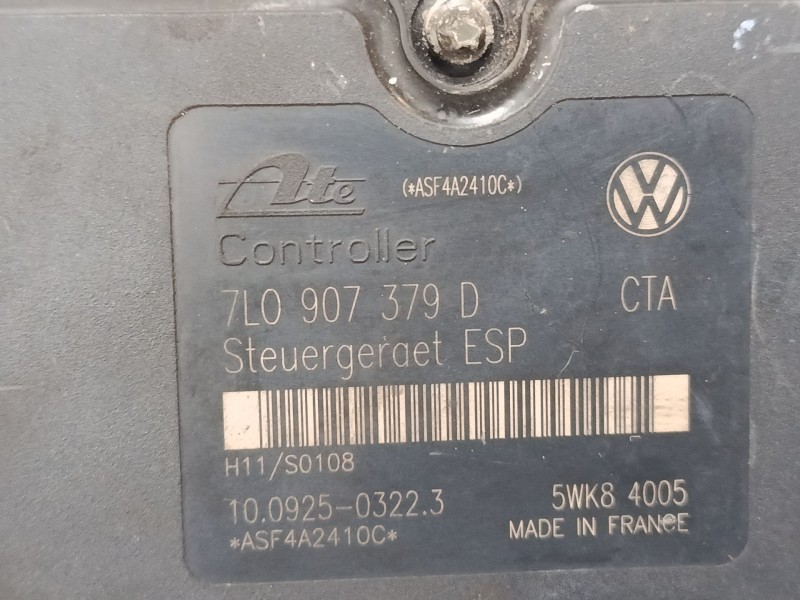 Ate (*ASF4A2410C*)
VW
Controller
7L0 907 379 D CTA
Steuergeraet ESP
H11/S0108
10.0925-0322.3 5WK8 4005
*ASF4A2410C* MADE IN FRANCE